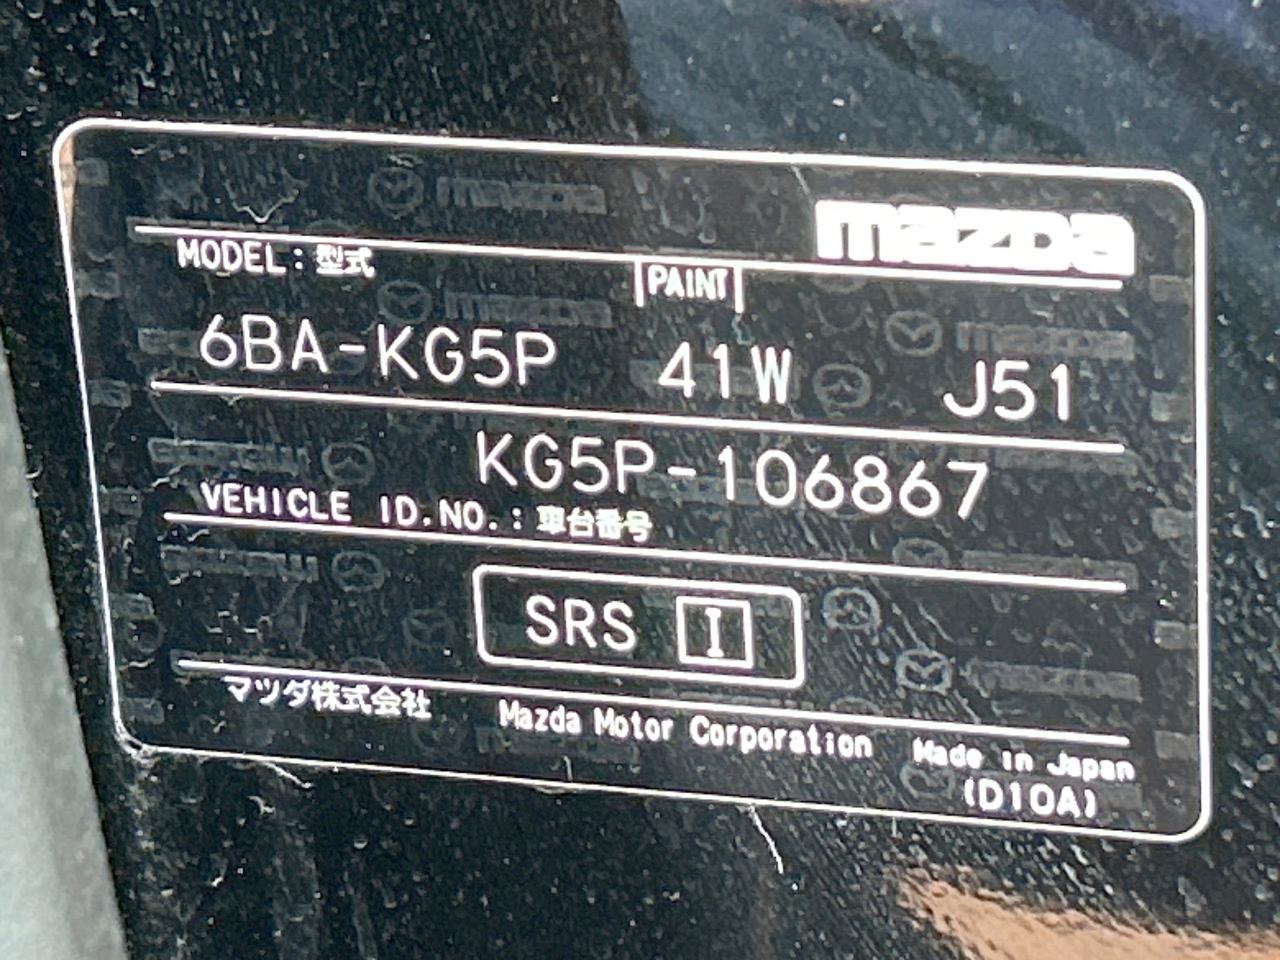 mazda
MODEL:型式 PAINT
6BA-KG5P 41W J51
KG5P-106867
VEHICLE ID.NO.:車台番号
SRS I
マツダ株式会社 Mazda Motor Corporation Made in Japan
(D10A)